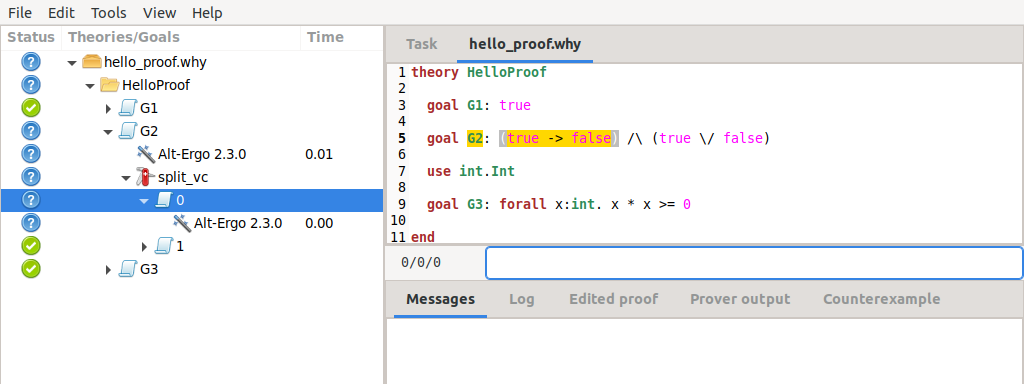 File Edit Tools View Help
Status Theories/Goals Time
hello_proof.why
HelloProof
G1
G2
Alt-Ergo 2.3.0 0.01
split_vc
0
Alt-Ergo 2.3.0 0.00
1
G3
Task hello_proof.why
1 theory HelloProof
2
3 goal G1: true
4
5 goal G2: (true -> false) /\ (true \/ false)
6
7 use int.Int
8
9 goal G3: forall x:int. x * x >= 0
10
11 end
0/0/0
Messages Log Edited proof Prover output Counterexample